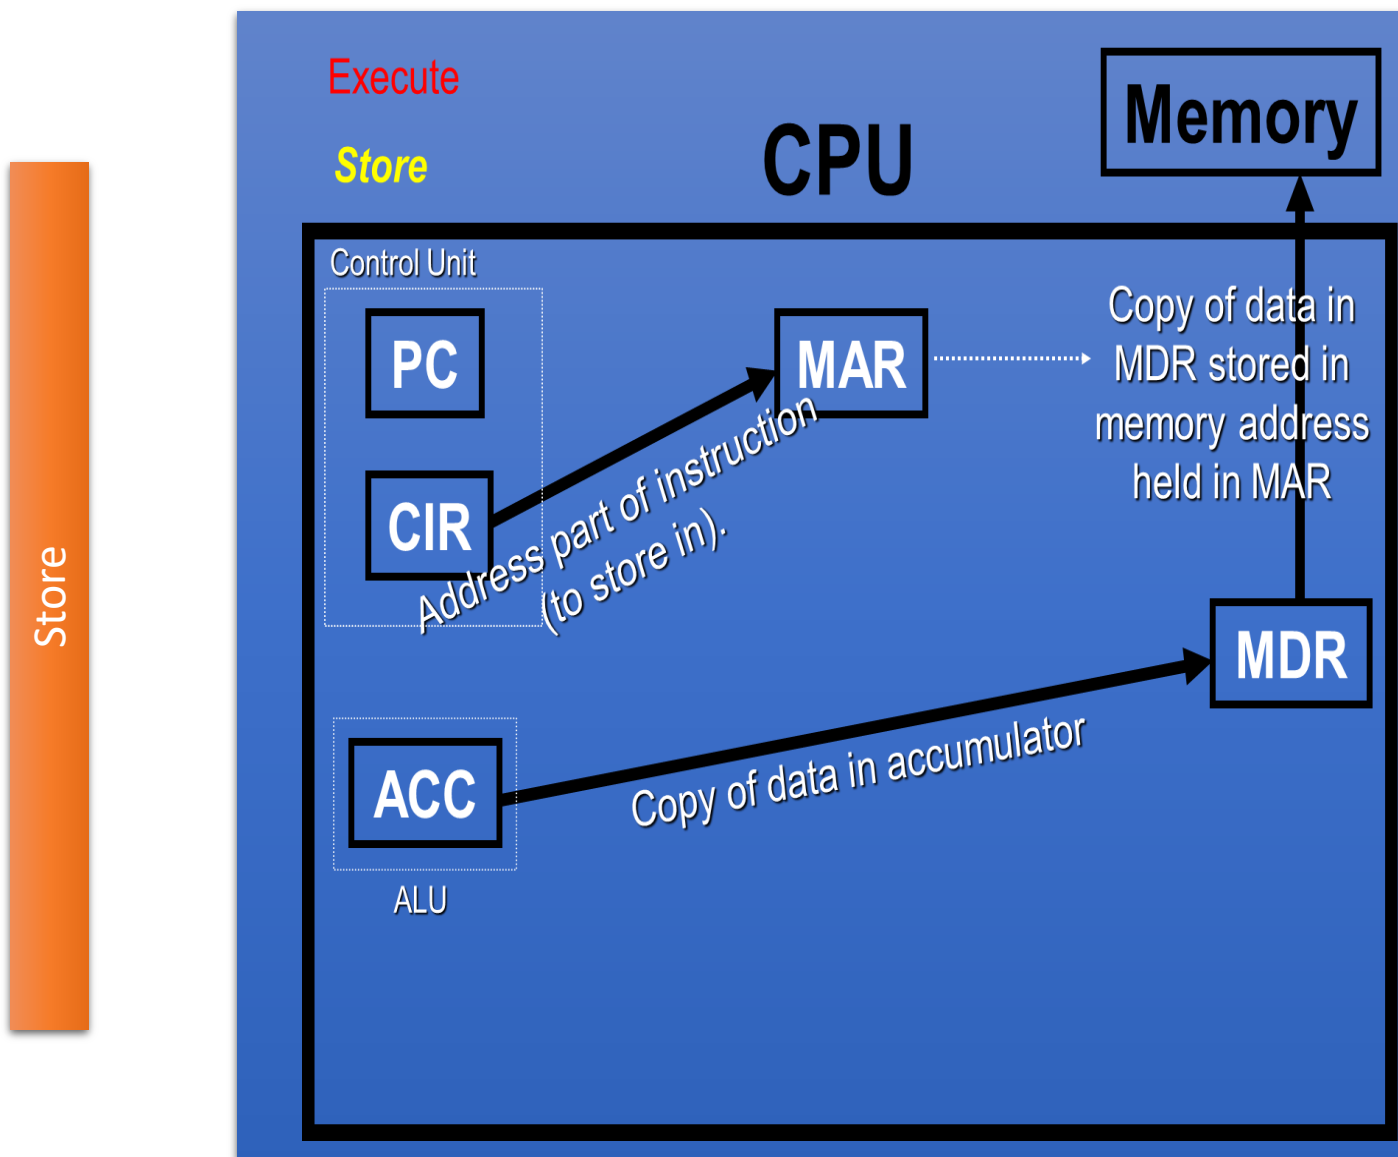 Store
Execute
Store
CPU
Memory
Control Unit
PC
MAR
Copy of data in
MDR stored in
memory address
held in MAR
CIR
Address part of instruction
(to store in).
MDR
ACC
Copy of data in accumulator
ALU